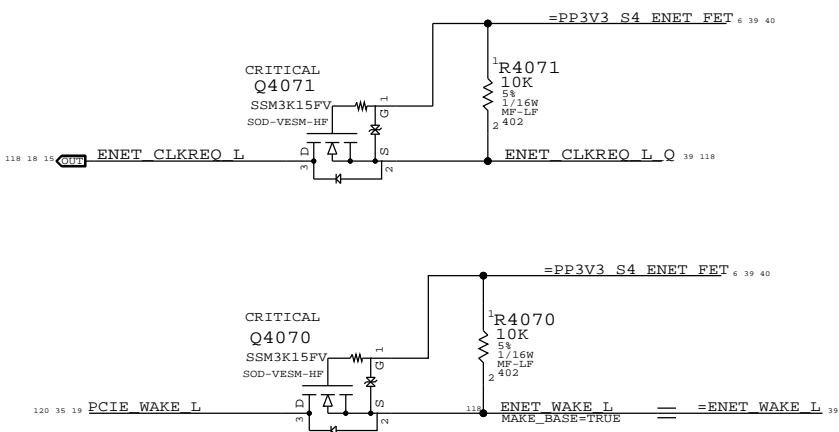 =PP3V3_S4_ENET_FET 6 39 40
CRITICAL
Q4071
SSM3K15FV
SOD-VESM-HF
G 1
1
R4071
10K
5%
1/16W
MF-LF
402
2
118 18 15 OUT ENET_CLKREQ_L
3 D
S 2
ENET_CLKREQ_L_Q 39 118
=PP3V3_S4_ENET_FET 6 39 40
CRITICAL
Q4070
SSM3K15FV
SOD-VESM-HF
G 1
1
R4070
10K
5%
1/16W
MF-LF
402
2
120 35 19 PCIE_WAKE_L
3 D
S 2
118 ENET_WAKE_L
MAKE_BASE=TRUE
=ENET_WAKE_L 39